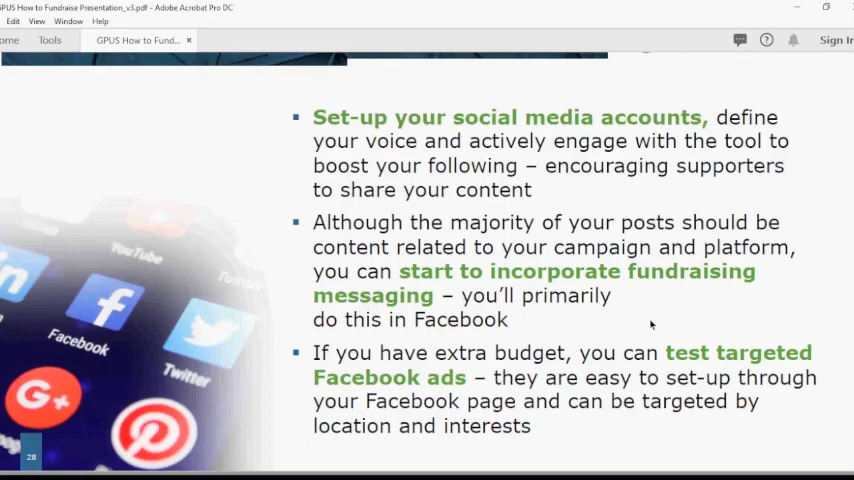 GPUS How to Fundraise Presentation_v3.pdf - Adobe Acrobat Pro DC
Edit View Window Help
Tools GPUS How to Fund... × ? Sign In
▪ Set-up your social media accounts, define
your voice and actively engage with the tool to
boost your following – encouraging supporters
to share your content
▪ Although the majority of your posts should be
content related to your campaign and platform,
you can start to incorporate fundraising
messaging – you'll primarily
do this in Facebook
▪ If you have extra budget, you can test targeted
Facebook ads – they are easy to set-up through
your Facebook page and can be targeted by
location and interests
YouTube
in
f
Facebook
Twitter
G+
28